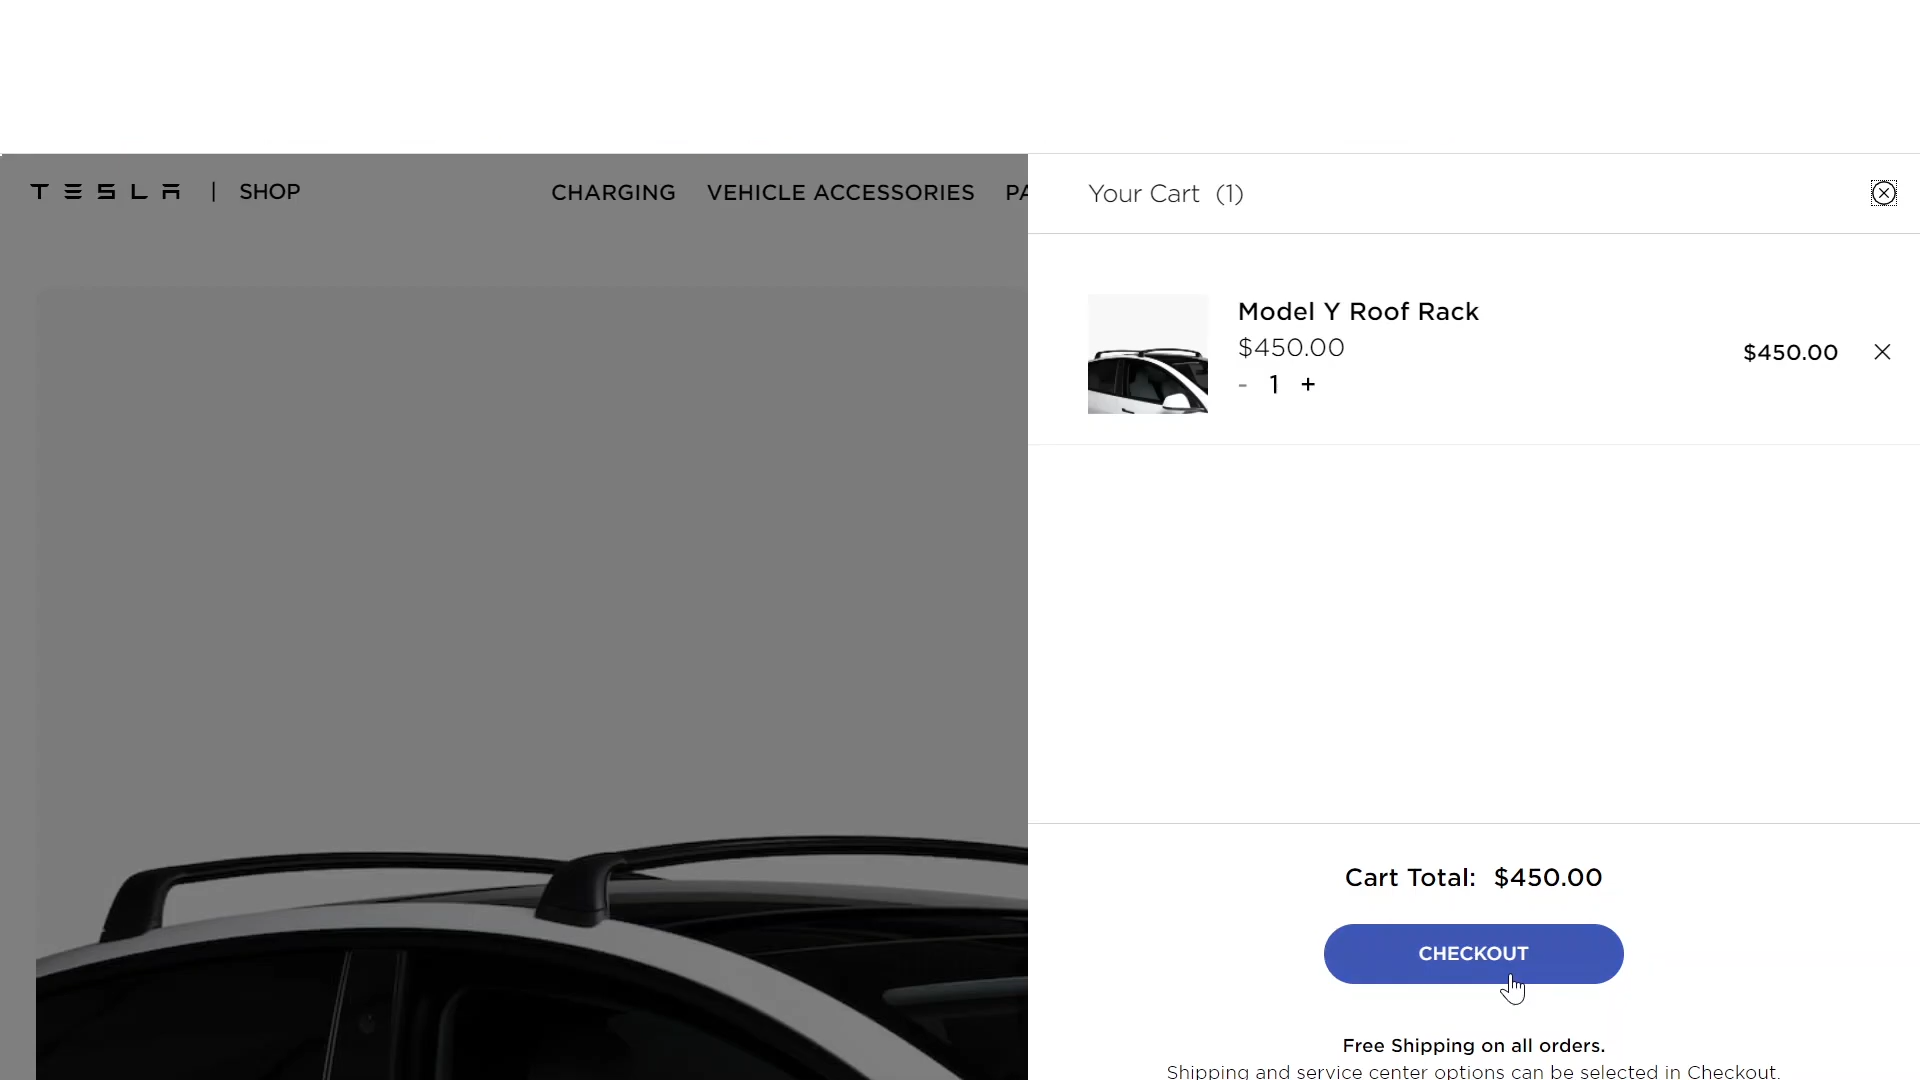 TESLA | SHOP
CHARGING VEHICLE ACCESSORIES PA
Your Cart (1)
Model Y Roof Rack
$450.00
- 1 +
$450.00
Cart Total: $450.00
CHECKOUT
Free Shipping on all orders.
Shipping and service center options can be selected in Checkout.